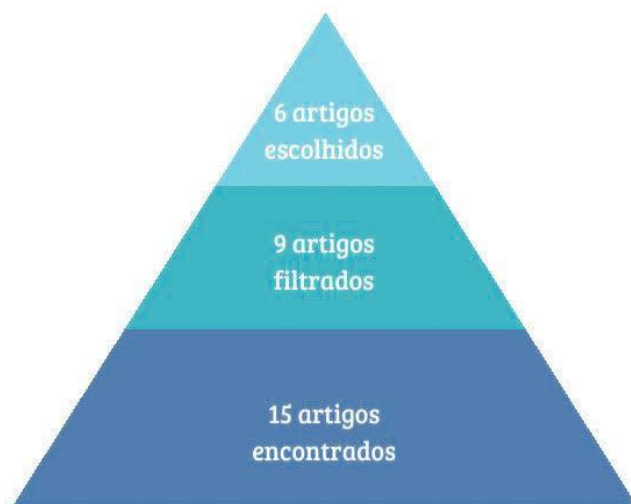 6 artigos
escolhidos
9 artigos
filtrados
15 artigos
encontrados